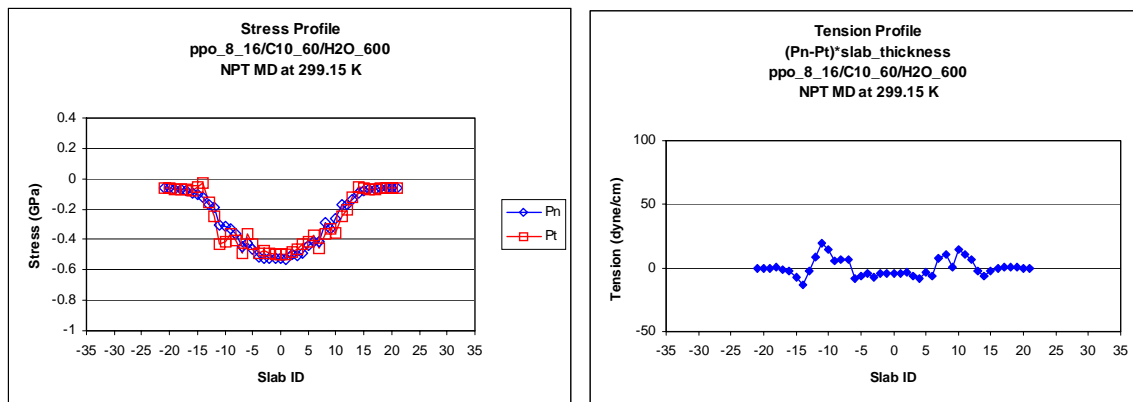 Stress Profile
ppo_8_16/C10_60/H2O_600
NPT MD at 299.15 K
0.4
0.2
0
-0.2
-0.4
-0.6
-0.8
-1
-35 -30 -25 -20 -15 -10 -5 0 5 10 15 20 25 30 35
Slab ID
Stress (GPa)
Pn
Pt
Tension Profile
(Pn-Pt)*slab_thickness
ppo_8_16/C10_60/H2O_600
NPT MD at 299.15 K
100
50
0
-50
-35 -30 -25 -20 -15 -10 -5 0 5 10 15 20 25 30 35
Slab ID
Tension (dyne/cm)